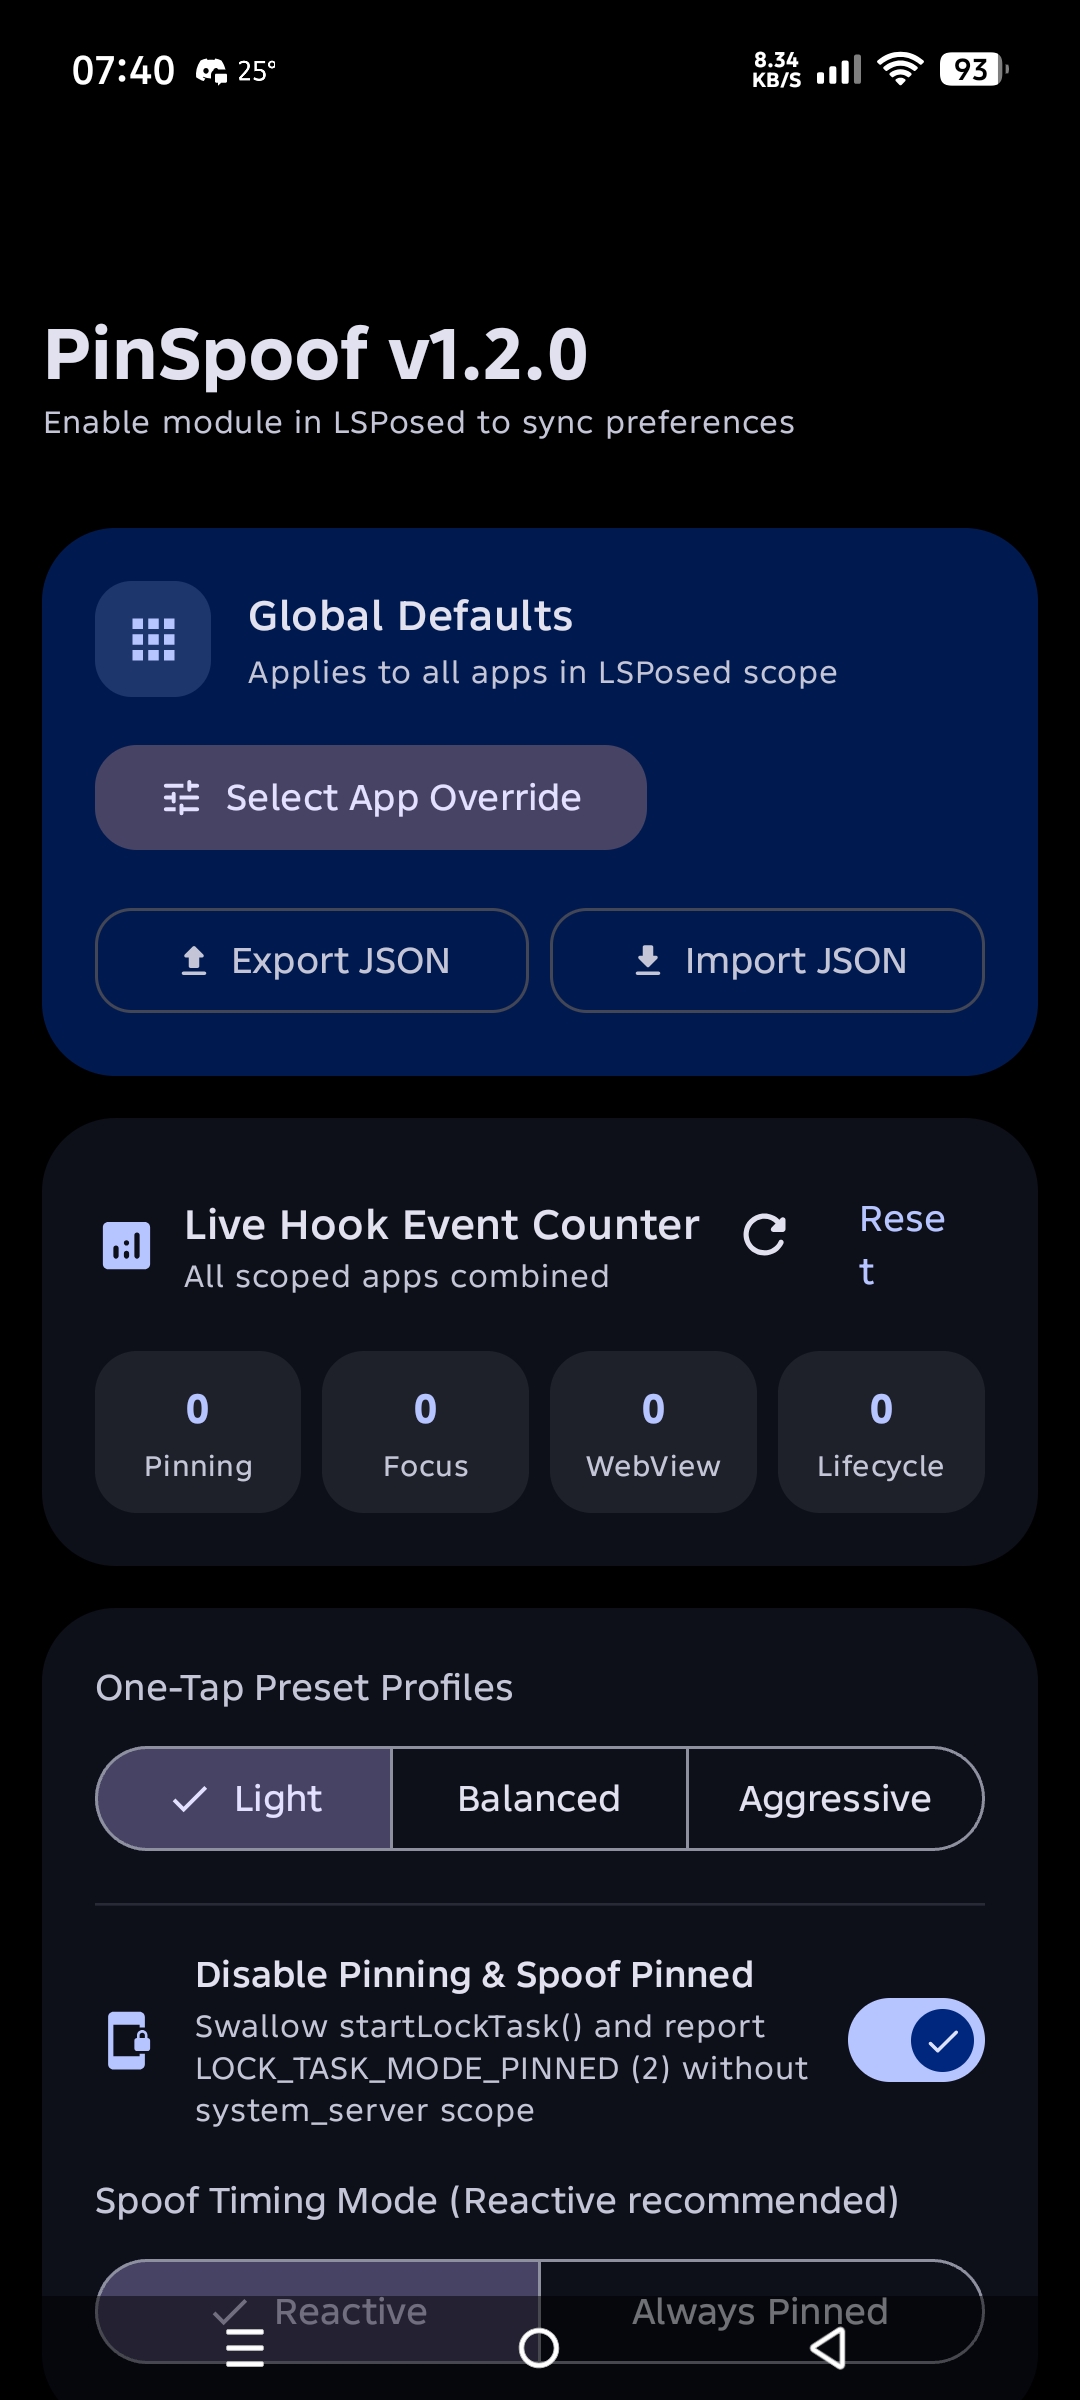 07:40 25° 8.34 KB/S 93
PinSpoof v1.2.0
Enable module in LSPosed to sync preferences
Global Defaults
Applies to all apps in LSPosed scope
Select App Override
Export JSON
Import JSON
Live Hook Event Counter
All scoped apps combined
Rese
t
0
Pinning
0
Focus
0
WebView
0
Lifecycle
One-Tap Preset Profiles
Light
Balanced
Aggressive
Disable Pinning & Spoof Pinned
Swallow startLockTask() and report
LOCK_TASK_MODE_PINNED (2) without
system_server scope
Spoof Timing Mode (Reactive recommended)
Reactive
Always Pinned